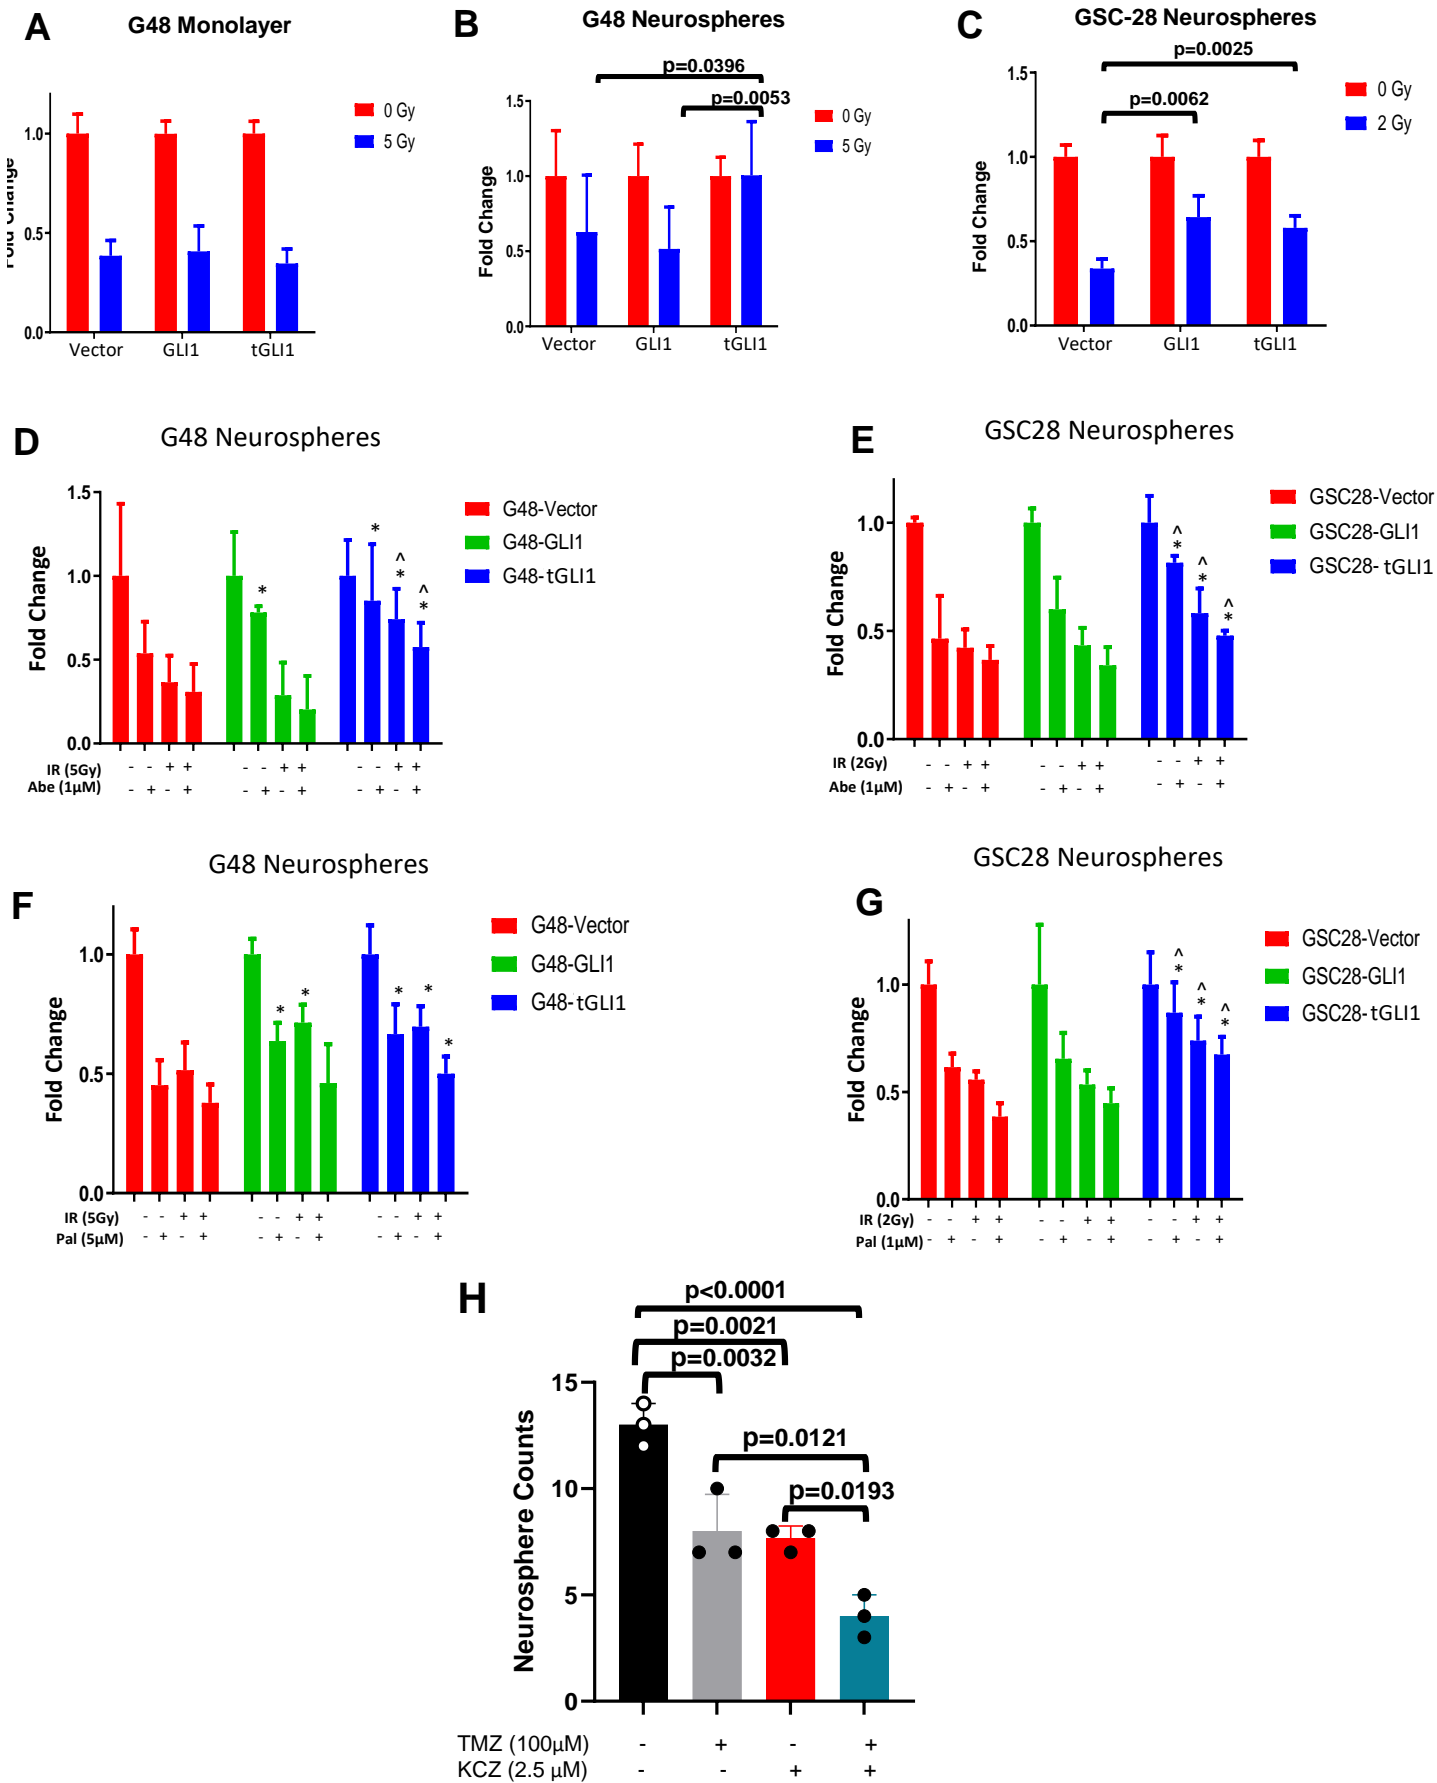 A
G48 Monolayer
1.0
0.5
0.0
Fold Change
Vector
GLI1
tGLI1
0 Gy
5 Gy
B
G48 Neurospheres
p=0.0396
p=0.0053
1.5
1.0
0.5
0.0
Fold Change
Vector
GLI1
tGLI1
0 Gy
5 Gy
C
GSC-28 Neurospheres
p=0.0025
p=0.0062
1.5
1.0
0.5
0.0
Fold Change
Vector
GLI1
tGLI1
0 Gy
2 Gy
D
G48 Neurospheres
1.5
1.0
0.5
0.0
Fold Change
*
*
^
*
^
*
IR (5Gy) - - + + - - + + - - + +
Abe (1µM) - + - + - + - + - + - +
G48-Vector
G48-GLI1
G48-tGLI1
E
GSC28 Neurospheres
1.0
0.5
0.0
Fold Change
^
*
^
*
^
*
IR (2Gy) - - + + - - + + - - + +
Abe (1µM) - + - + - + - + - + - +
GSC28-Vector
GSC28-GLI1
GSC28-tGLI1
F
G48 Neurospheres
1.0
0.5
0.0
Fold Change
* *
* *
*
IR (5Gy) - - + + - - + + - - + +
Pal (5µM) - + - + - + - + - + - +
G48-Vector
G48-GLI1
G48-tGLI1
G
GSC28 Neurospheres
1.0
0.5
0.0
Fold Change
^
*
^
*
^
*
IR (2Gy) - - + + - - + + - - + +
Pal (1µM) - + - + - + - + - + - +
GSC28-Vector
GSC28-GLI1
GSC28-tGLI1
H
p<0.0001
p=0.0021
p=0.0032
p=0.0121
p=0.0193
15
10
5
0
Neurosphere Counts
TMZ (100µM) - + - +
KCZ (2.5 µM) - - + +